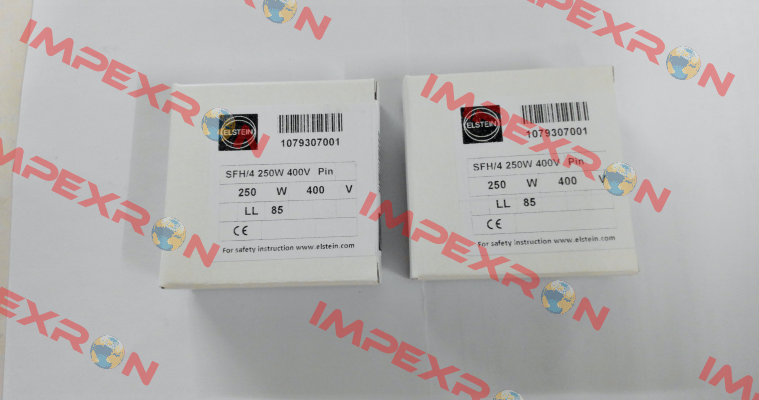 ELSTEIN
1079307001
SFH/4 250W 400V Pin
250 W 400 V
LL 85
CE
For safety instruction www.elstein.com
ELSTEIN
1079307001
SFH/4 250W 400V Pin
250 W 400 V
LL 85
CE
For safety instruction www.elstein.com
IMPEXRON
IMPEXRON
IMPEXRON
IMPEXRON
IMPEXRON
IMPEXRON